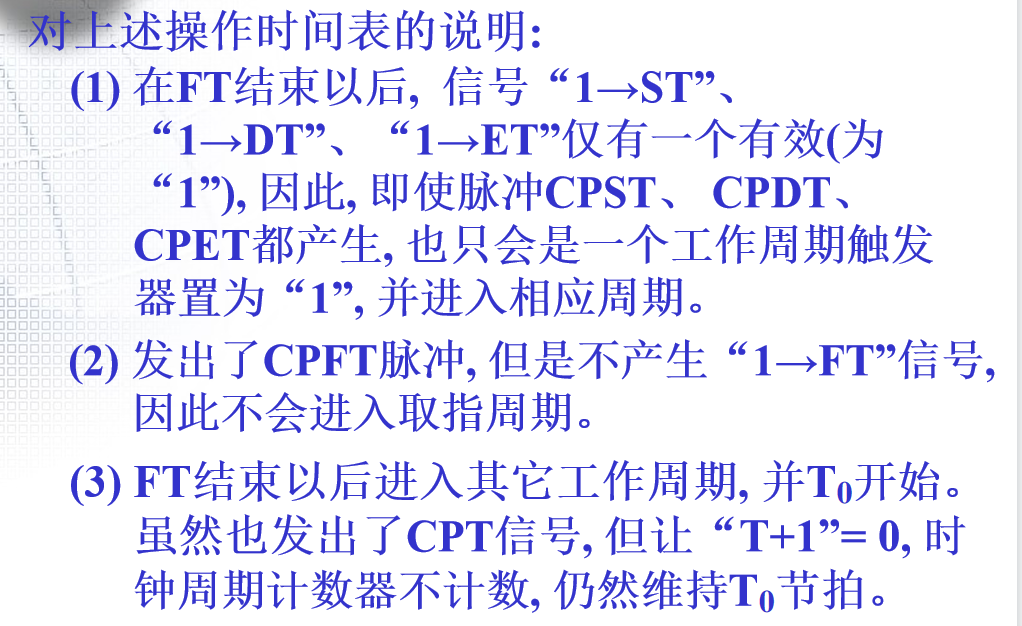 对上述操作时间表的说明:
(1) 在FT结束以后, 信号“1→ST”、
“1→DT”、“1→ET”仅有一个有效(为
“1”), 因此, 即使脉冲CPST、 CPDT、
CPET都产生, 也只会是一个工作周期触发
器置为“1”, 并进入相应周期。
(2) 发出了CPFT脉冲, 但是不产生“1→FT”信号,
因此不会进入取指周期。
(3) FT结束以后进入其它工作周期, 并T₀开始。
虽然也发出了CPT信号, 但让“T+1”= 0, 时
钟周期计数器不计数, 仍然维持T₀节拍。